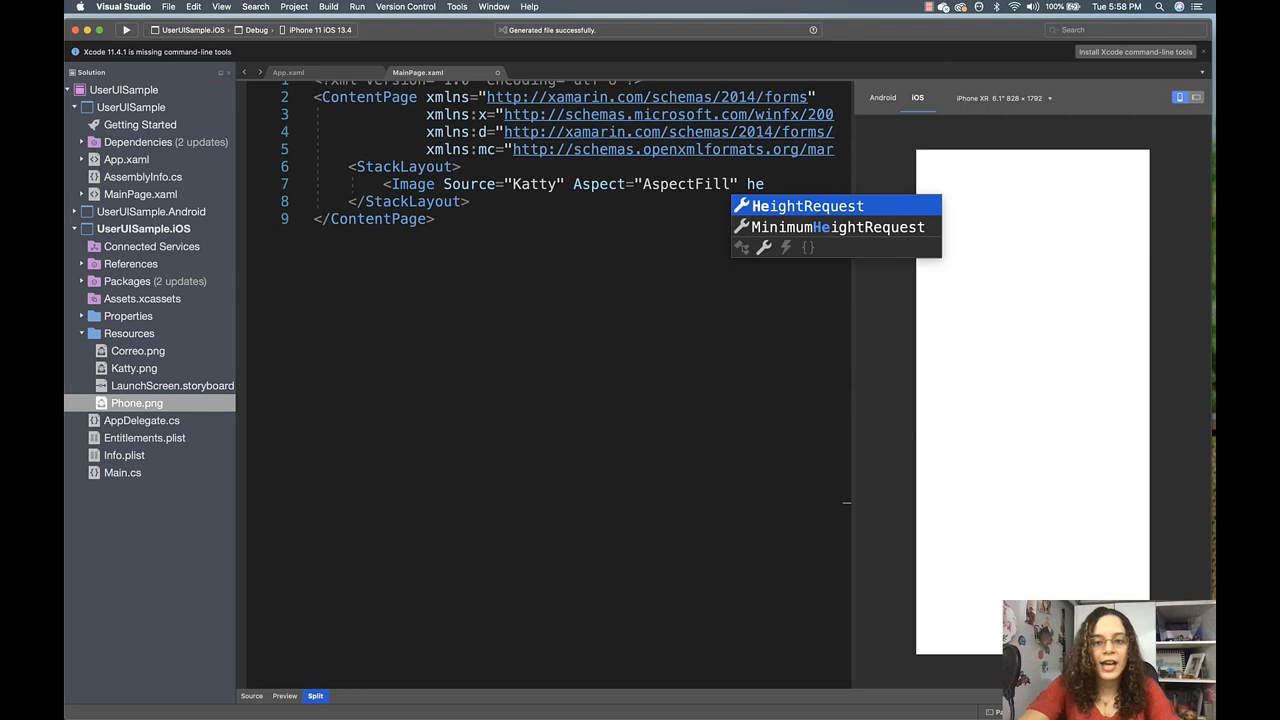 Visual Studio File Edit View Search Project Build Run Version Control Tools Window Help 100% Tue 5:58 PM
UserUISample.iOS › Debug › iPhone 11 iOS 13.4 Generated file successfully. Search
Xcode 11.4.1 is missing command-line tools Install Xcode command-line tools
Solution
App.xaml MainPage.xaml
UserUISample
UserUISample
Getting Started
Dependencies (2 updates)
App.xaml
AssemblyInfo.cs
MainPage.xaml
UserUISample.Android
UserUISample.iOS
Connected Services
References
Packages (2 updates)
Assets.xcassets
Properties
Resources
Correo.png
Katty.png
LaunchScreen.storyboard
Phone.png
AppDelegate.cs
Entitlements.plist
Info.plist
Main.cs
2 <ContentPage xmlns="http://xamarin.com/schemas/2014/forms"
3 xmlns:x="http://schemas.microsoft.com/winfx/200
4 xmlns:d="http://xamarin.com/schemas/2014/forms/
5 xmlns:mc="http://schemas.openxmlformats.org/mar
6 <StackLayout>
7 <Image Source="Katty" Aspect="AspectFill" he
8 </StackLayout>
9 </ContentPage>
HeightRequest
MinimumHeightRequest
{}
Android iOS iPhone XR 6.1" 828 × 1792
Source Preview Split